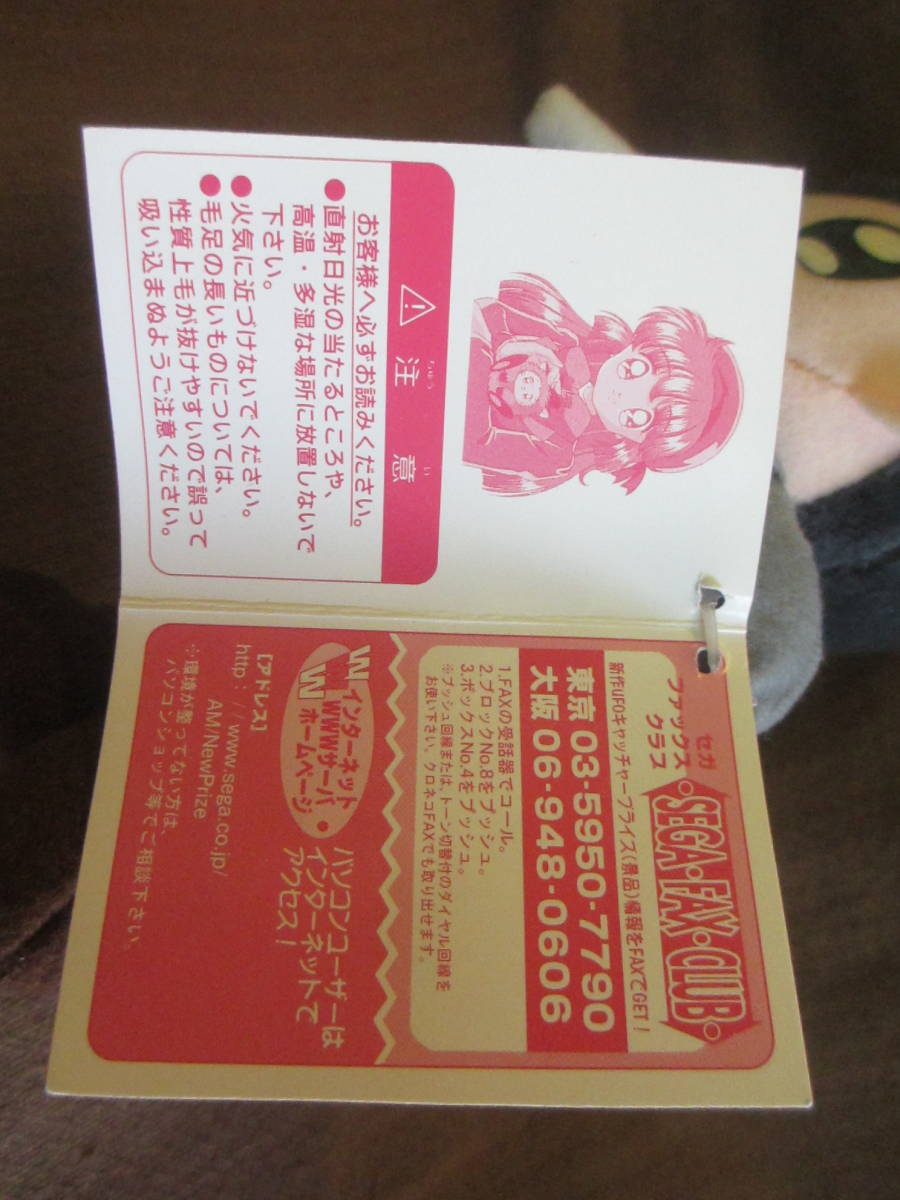 注意
ちゅうい
お客様へ必ずお読みください。
●直射日光の当たるところや、
高温・多湿な場所に放置しないで
下さい。
●火気に近づけないでください。
●毛足の長いものについては、
性質上毛が抜けやすいので誤って
吸い込まぬようご注意ください。
セガ
ファックス
クラブ
SEGA・FAX・CLUB
新作UFOキャッチャープライズ(景品)情報をFAXでGET!
東京 03-5950-7790
大阪 06-948-0606
1.FAXの受話器でコール。
2.ブロックNo.8をプッシュ。
3.ボックスNo.4をプッシュ。
※プッシュ回線または、トーン切替付のダイヤル回線を
お使い下さい。クロネコFAXでも取り出せます。
インターネット
WWWサーバ
ホームページ
WWW
パソコンユーザーは
インターネットで
アクセス!
[アドレス]
http://www.sega.co.jp/
AM/NewPrize
※環境が整ってない方は、
パソコンショップ等でご相談下さい。